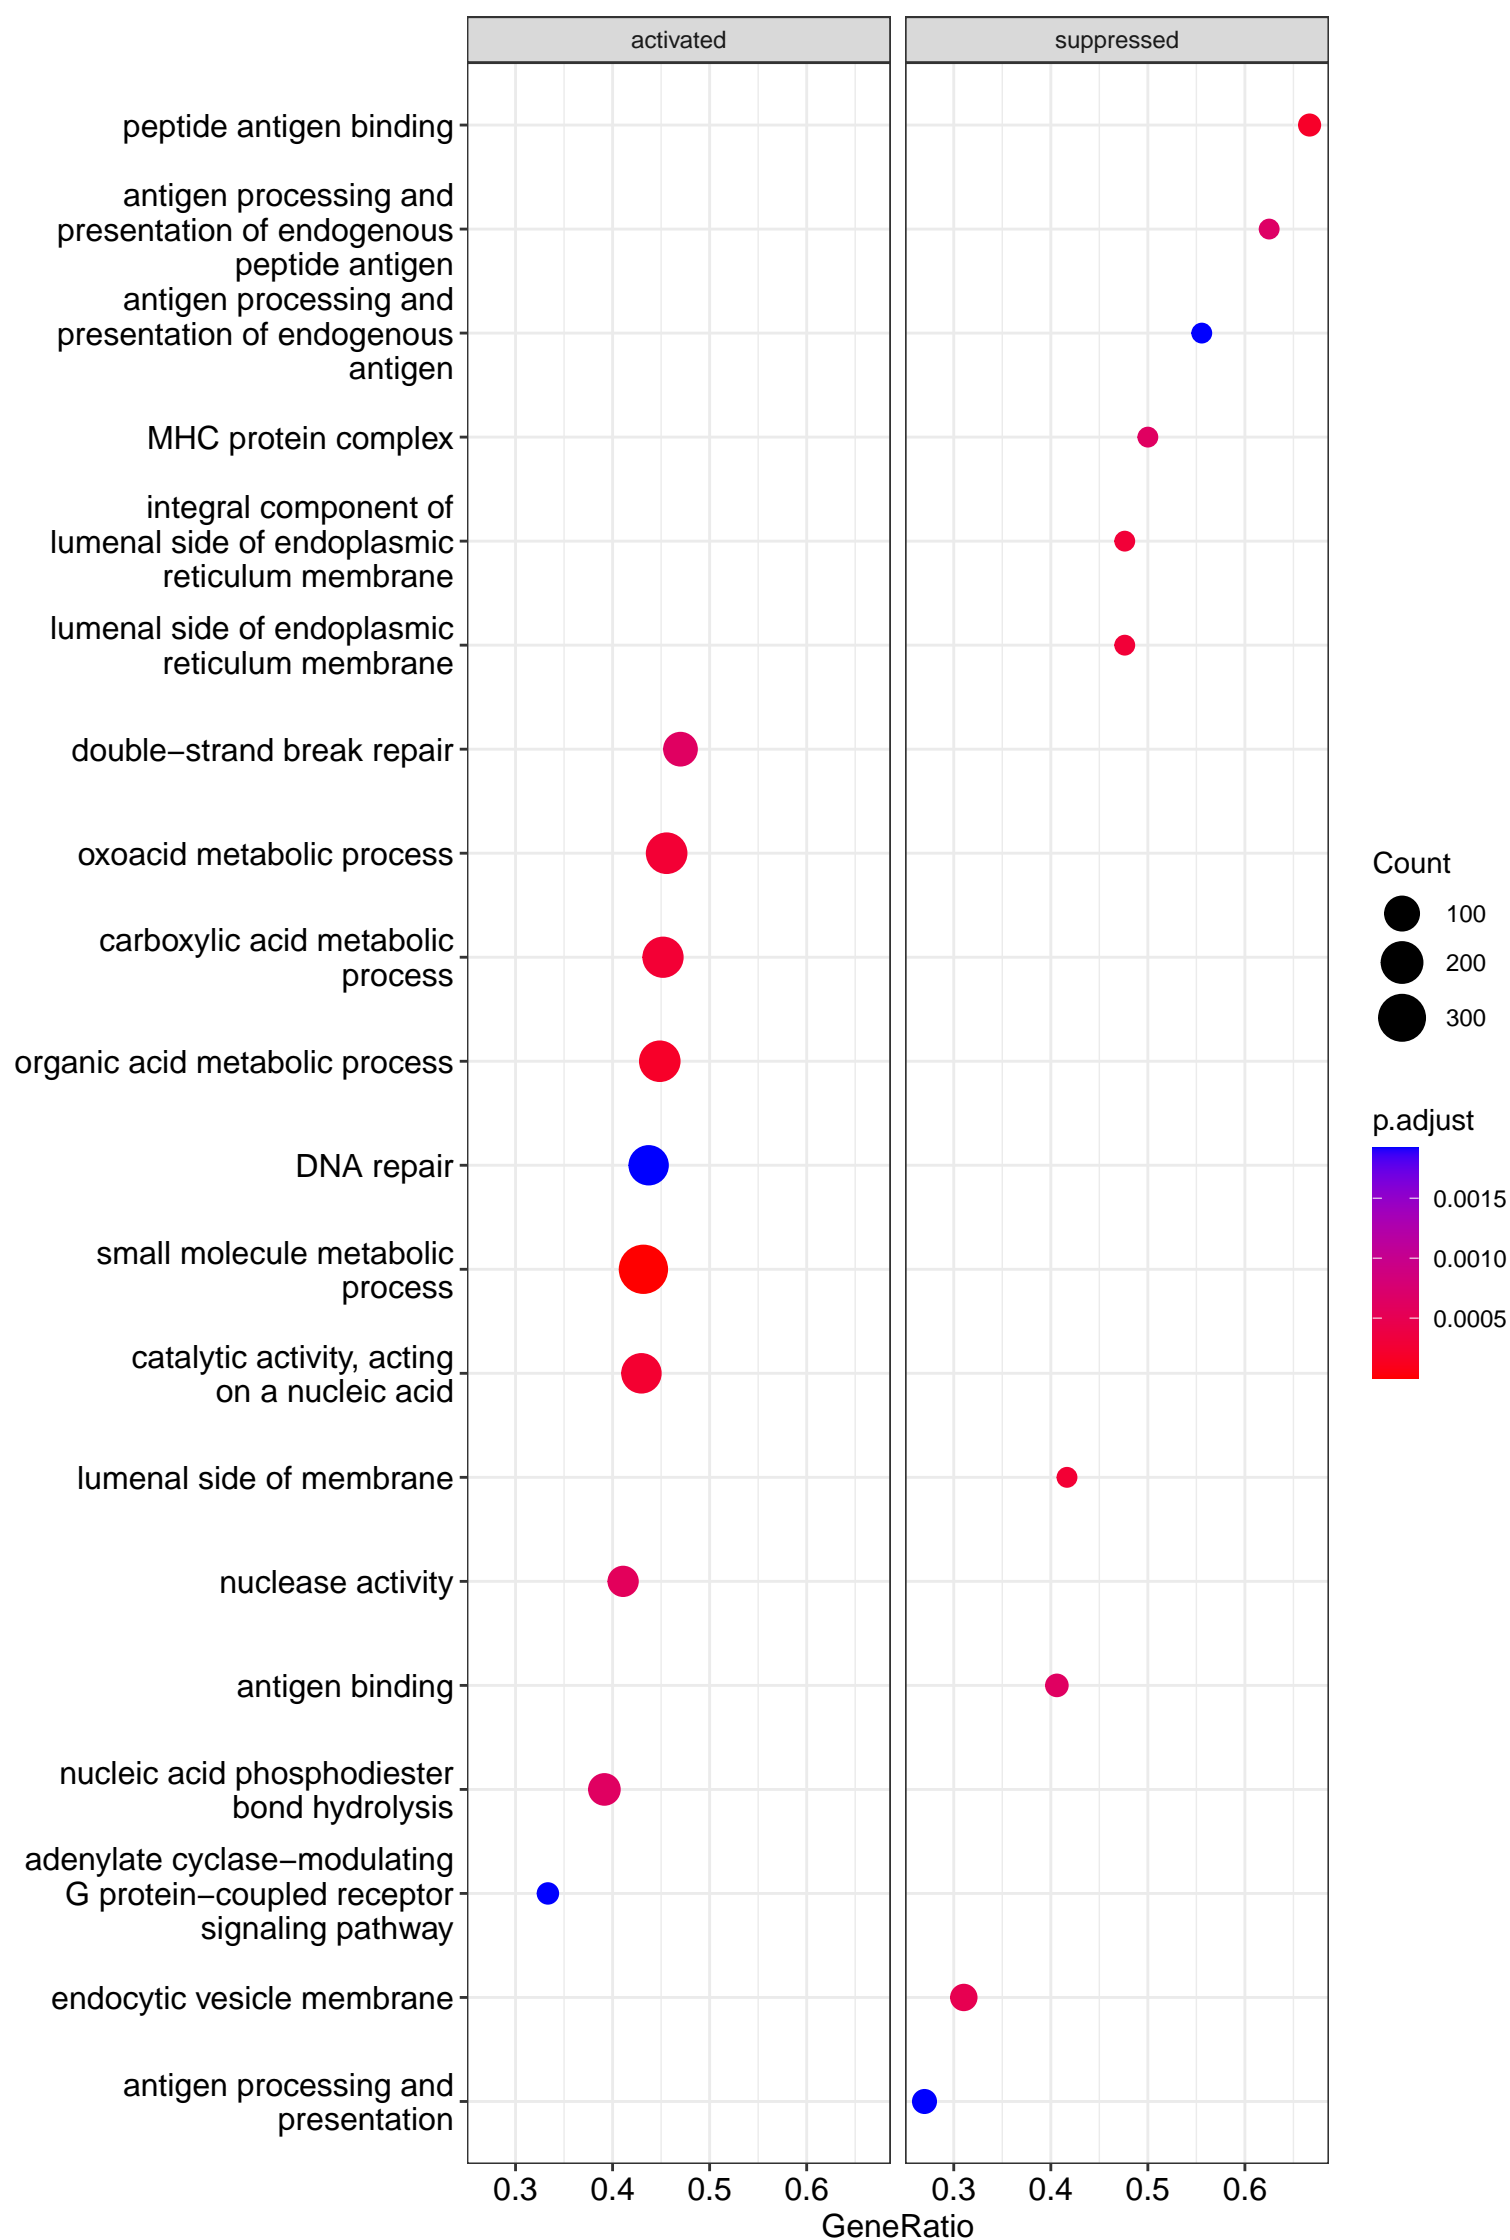 activated
suppressed
peptide antigen binding
antigen processing and
presentation of endogenous
peptide antigen
antigen processing and
presentation of endogenous
antigen
MHC protein complex
integral component of
lumenal side of endoplasmic
reticulum membrane
lumenal side of endoplasmic
reticulum membrane
double−strand break repair
oxoacid metabolic process
carboxylic acid metabolic
process
organic acid metabolic process
DNA repair
small molecule metabolic
process
catalytic activity, acting
on a nucleic acid
lumenal side of membrane
nuclease activity
antigen binding
nucleic acid phosphodiester
bond hydrolysis
adenylate cyclase−modulating
G protein−coupled receptor
signaling pathway
endocytic vesicle membrane
antigen processing and
presentation
0.3 0.4 0.5 0.6
0.3 0.4 0.5 0.6
GeneRatio
Count
100
200
300
p.adjust
0.0015
0.0010
0.0005